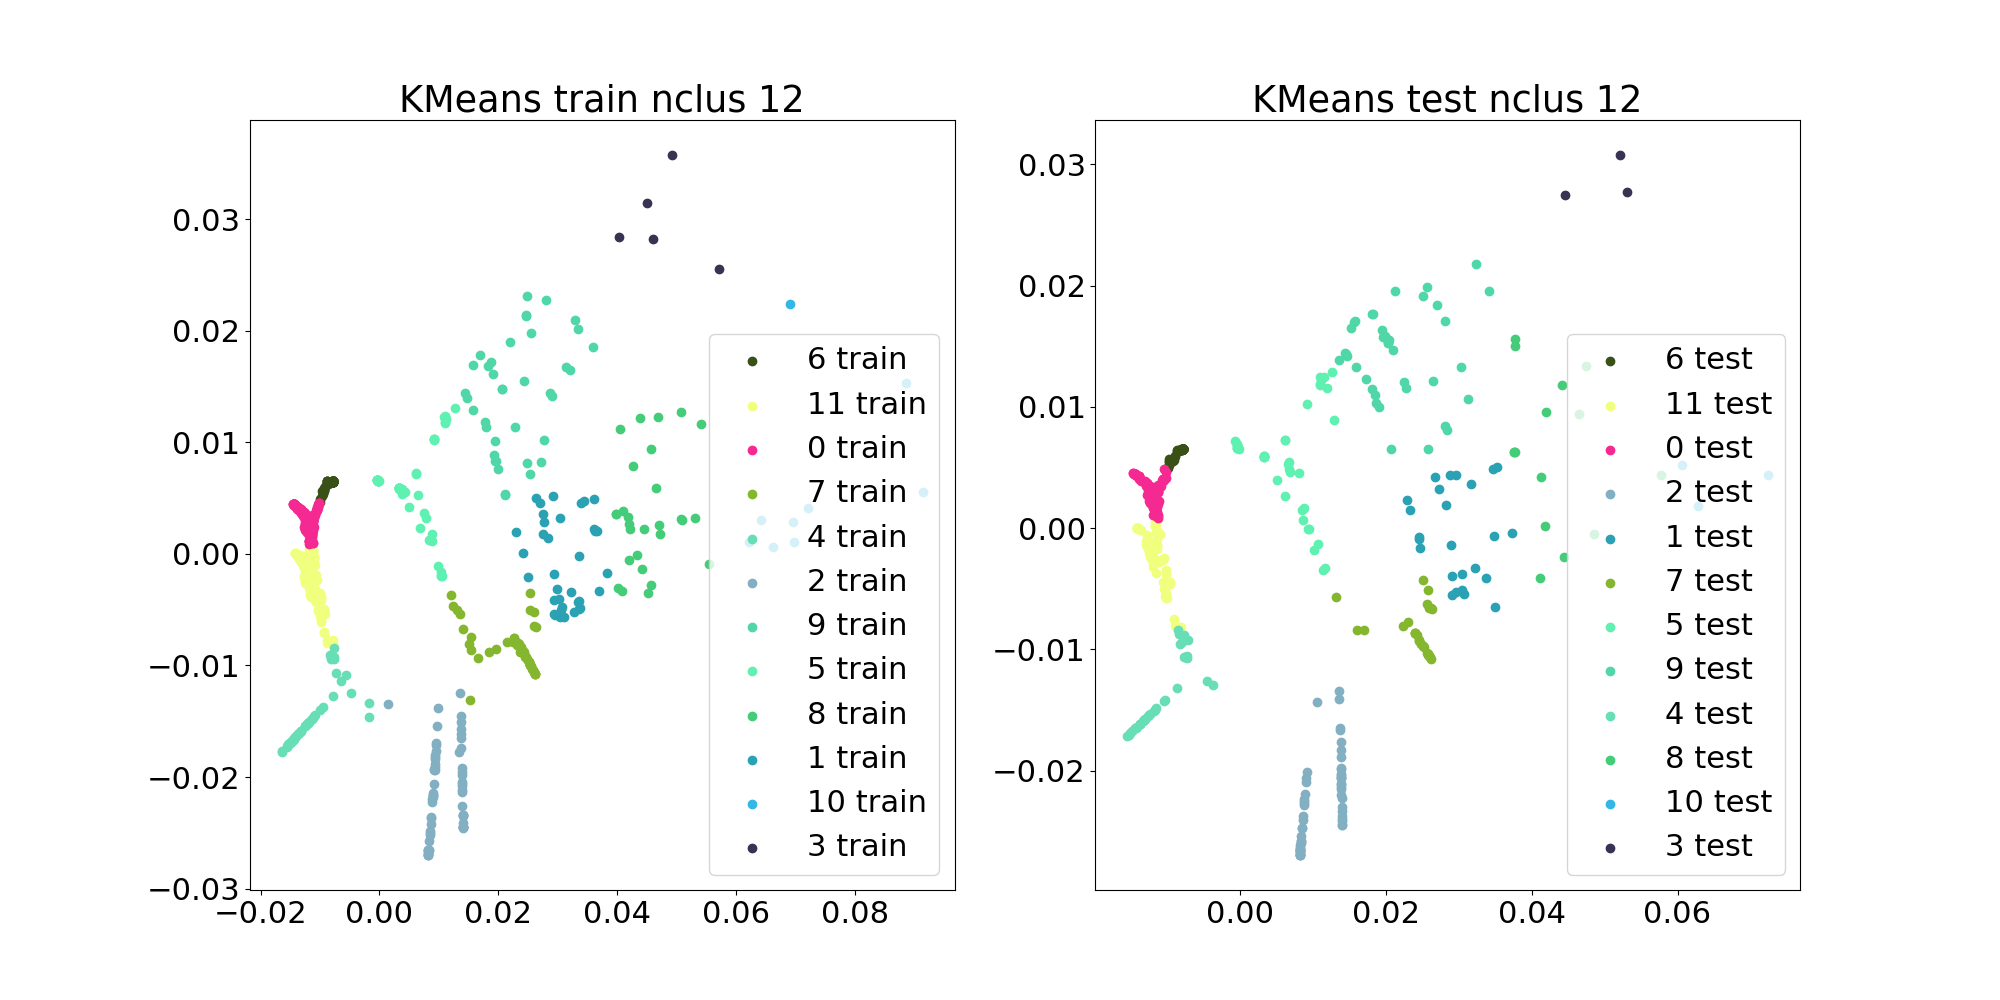 KMeans train nclus 12
0.03
0.02
0.01
0.00
−0.01
−0.02
−0.03
−0.02 0.00 0.02 0.04 0.06 0.08
6 train
11 train
0 train
7 train
4 train
2 train
9 train
5 train
8 train
1 train
10 train
3 train
KMeans test nclus 12
0.03
0.02
0.01
0.00
−0.01
−0.02
0.00 0.02 0.04 0.06
6 test
11 test
0 test
2 test
1 test
7 test
5 test
9 test
4 test
8 test
10 test
3 test